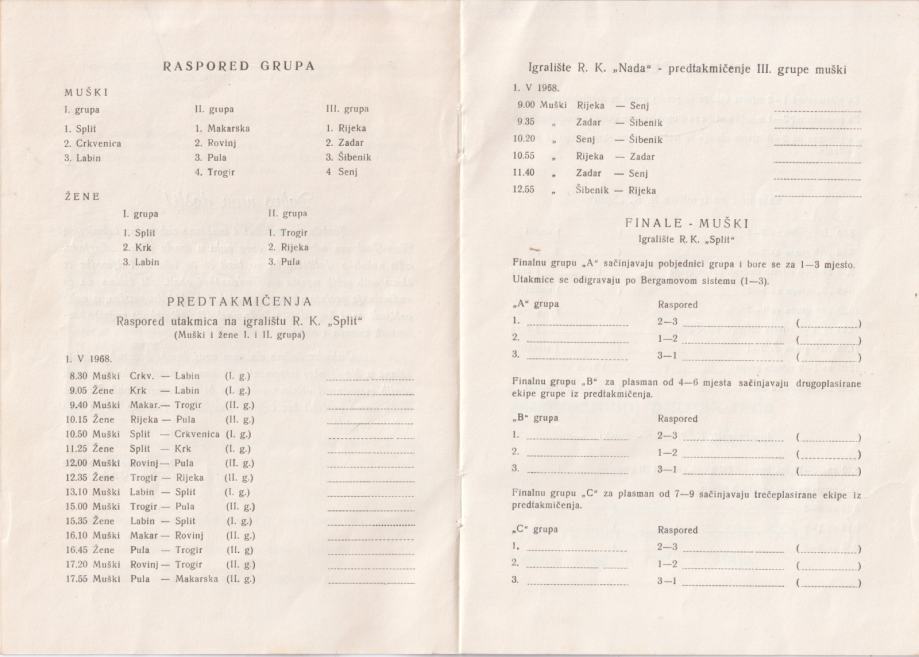 RASPORED GRUPA
MUŠKI
I. grupa II. grupa III. grupa
1. Split 1. Makarska 1. Rijeka
2. Crkvenica 2. Rovinj 2. Zadar
3. Labin 3. Pula 3. Šibenik
4. Trogir 4 Senj
ŽENE
I. grupa II. grupa
1. Split 1. Trogir
2. Krk 2. Rijeka
3. Labin 3. Pula
PREDTAKMIČENJA
Raspored utakmica na igralištu R. K. „Split“
(Muški i žene I. i II. grupa)
1. V 1968.
8.30 Muški Crkv. — Labin (I. g.)
9.05 Žene Krk — Labin (I. g.)
9.40 Muški Makar.— Trogir (II. g.)
10.15 Žene Rijeka — Pula (II. g.)
10.50 Muški Split — Crkvenica (I. g.)
11.25 Žene Split — Krk (I. g.)
12.00 Muški Rovinj— Pula (II. g.)
12.35 Žene Trogir — Rijeka (II. g.)
13.10 Muški Labin — Split (I. g.)
15.00 Muški Trogir — Pula (II. g.)
15.35 Žene Labin — Split (I. g.)
16.10 Muški Makar — Rovinj (II. g.)
16.45 Žene Pula — Trogir (II. g)
17.20 Muški Rovinj— Trogir (II. g.)
17.55 Muški Pula — Makarska (II. g.)
Igralište R. K. „Nada“ - predtakmičenje III. grupe muški
1. V 1968.
9.00 Muški Rijeka — Senj
9.35 „ Zadar — Šibenik
10.20 „ Senj — Šibenik
10.55 „ Rijeka — Zadar
11.40 „ Zadar — Senj
12.55 „ Šibenik — Rijeka
FINALE - MUŠKI
Igralište R. K. „Split“
Finalnu grupu „A“ sačinjavaju pobjednici grupa i bore se za 1—3 mjesto.
Utakmice se odigravaju po Bergamovom sistemu (1—3).
„A“ grupa Raspored
1. 2—3 ( )
2. 1—2 ( )
3. 3—1 ( )
Finalnu grupu „B“ za plasman od 4—6 mjesta sačinjavaju drugoplasirane
ekipe grupe iz predtakmičenja.
„B“ grupa Raspored
1. 2—3 ( )
2. 1—2 ( )
3. 3—1 ( )
Finalnu grupu „C“ za plasman od 7—9 sačinjavaju trečeplasirane ekipe iz
predtakmičenja.
„C“ grupa Raspored
1. 2—3 ( )
2. 1—2 ( )
3. 3—1 ( )